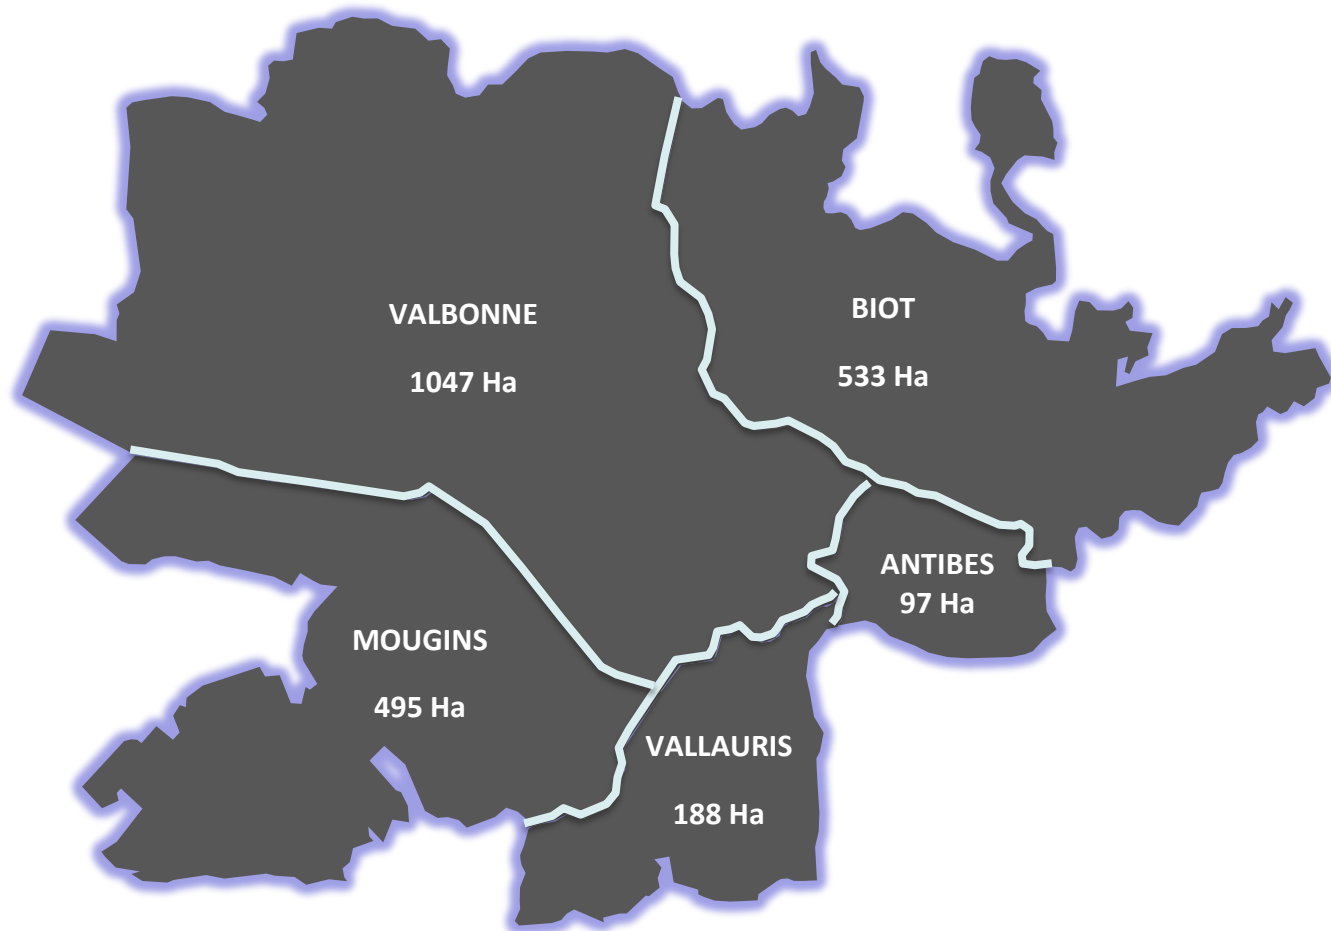 VALBONNE
1047 Ha
BIOT
533 Ha
ANTIBES
97 Ha
MOUGINS
495 Ha
VALLAURIS
188 Ha